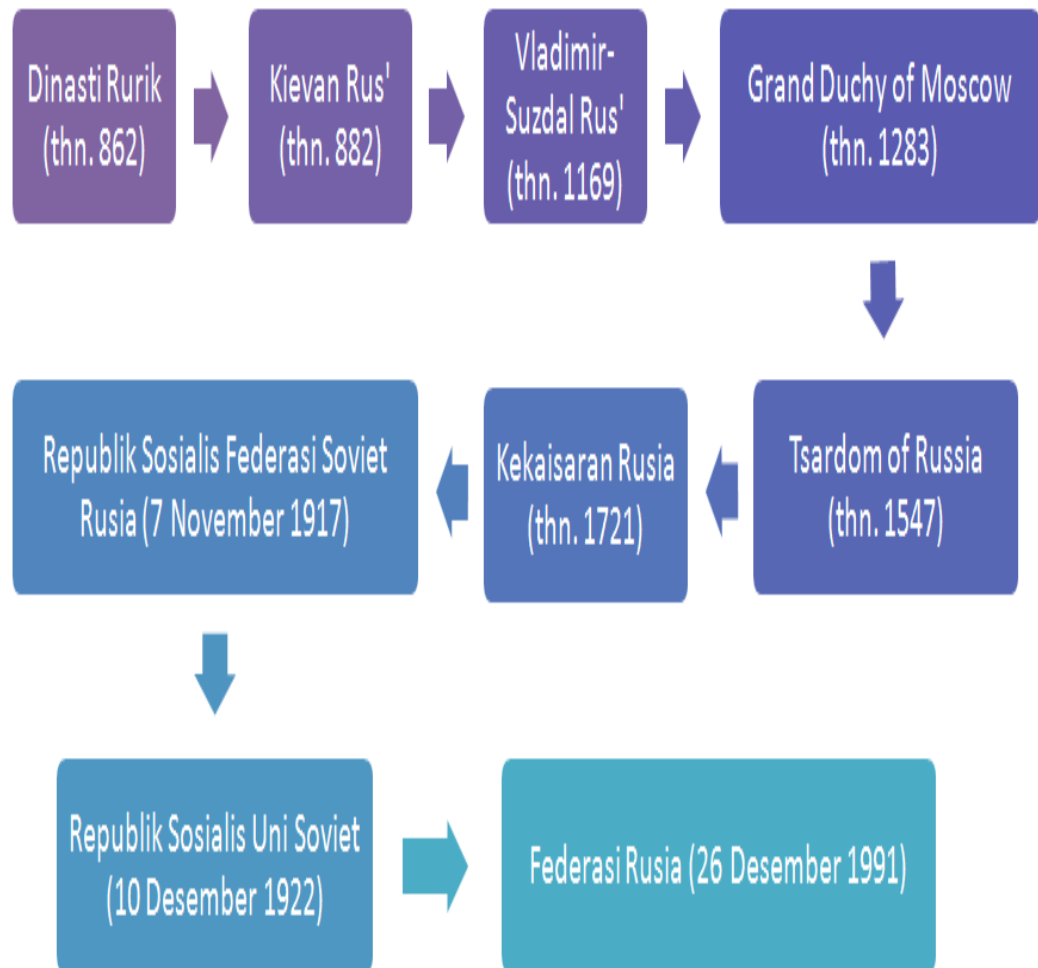 Dinasti Rurik
(thn. 862)
Kievan Rus'
(thn. 882)
Vladimir-
Suzdal Rus'
(thn. 1169)
Grand Duchy of Moscow
(thn. 1283)
Tsardom of Russia
(thn. 1547)
Kekaisaran Rusia
(thn. 1721)
Republik Sosialis Federasi Soviet
Rusia (7 November 1917)
Republik Sosialis Uni Soviet
(10 Desember 1922)
Federasi Rusia (26 Desember 1991)